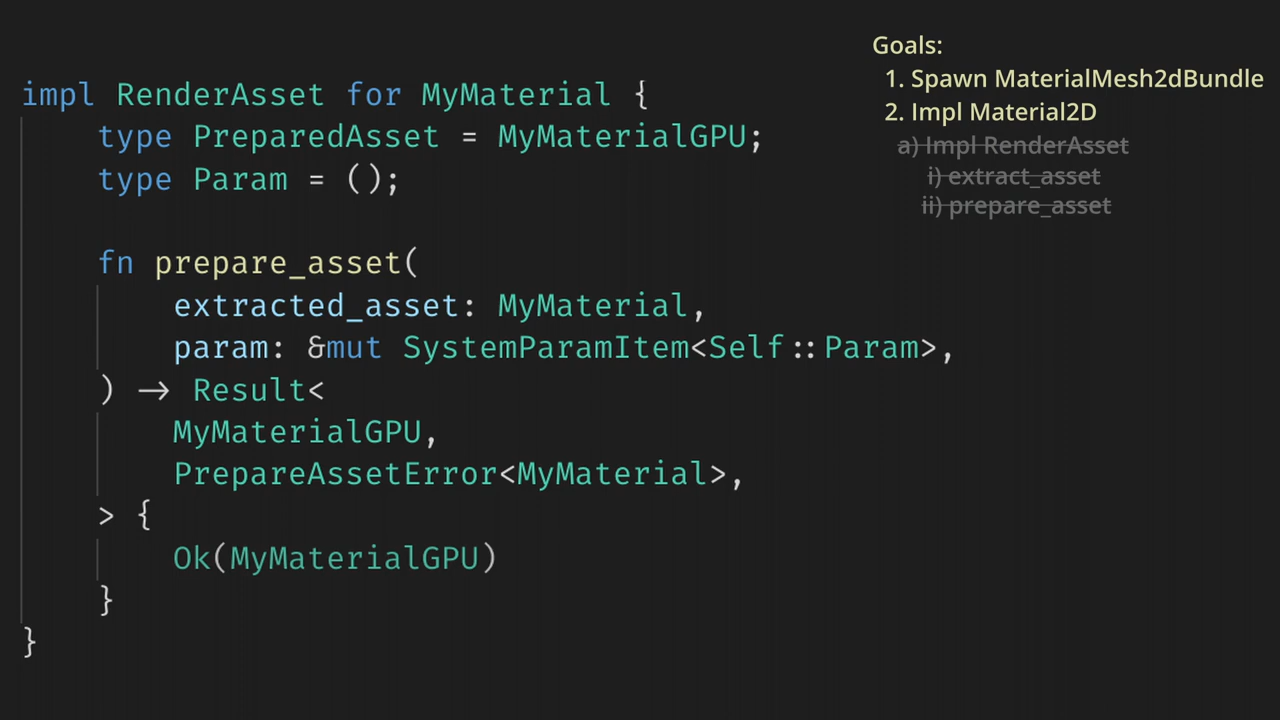 impl RenderAsset for MyMaterial {
    type PreparedAsset = MyMaterialGPU;
    type Param = ();

    fn prepare_asset(
        extracted_asset: MyMaterial,
        param: &mut SystemParamItem<Self::Param>,
    ) -> Result<
        MyMaterialGPU,
        PrepareAssetError<MyMaterial>,
    > {
        Ok(MyMaterialGPU)
    }
}
Goals:
1. Spawn MaterialMesh2dBundle
2. Impl Material2D
a) Impl RenderAsset
i) extract_asset
ii) prepare_asset